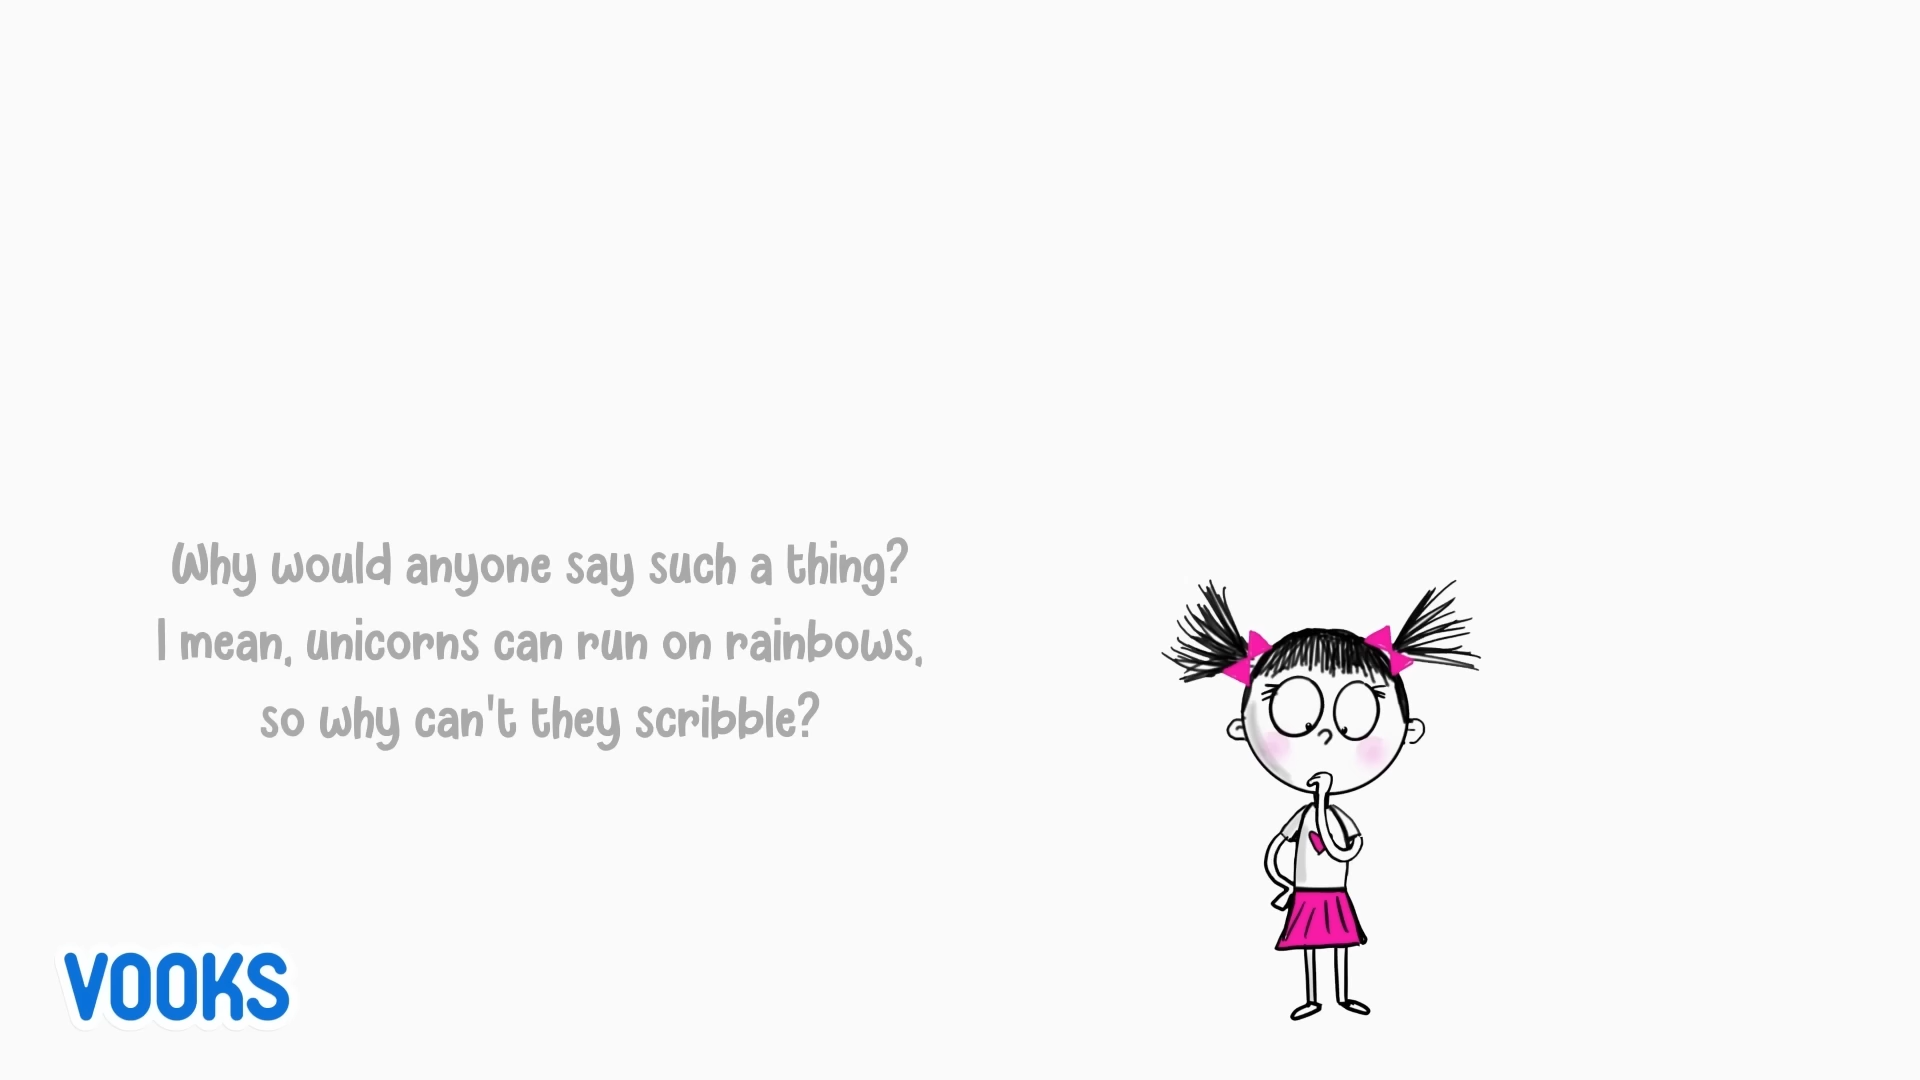 Why would anyone say such a thing?
I mean, unicorns can run on rainbows,
so why can't they scribble?
VOOKS